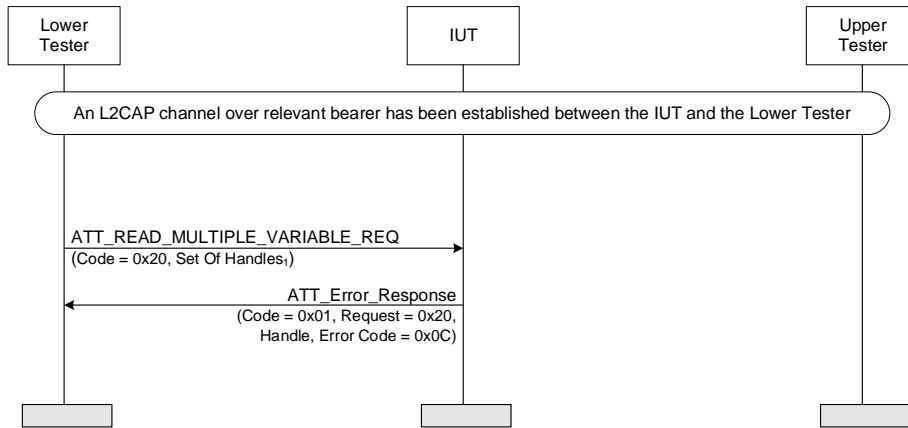 Lower
Tester
IUT
Upper
Tester
An L2CAP channel over relevant bearer has been established between the IUT and the Lower Tester
ATT_READ_MULTIPLE_VARIABLE_REQ
(Code = 0x20, Set Of Handles₁)
ATT_Error_Response
(Code = 0x01, Request = 0x20,
Handle, Error Code = 0x0C)